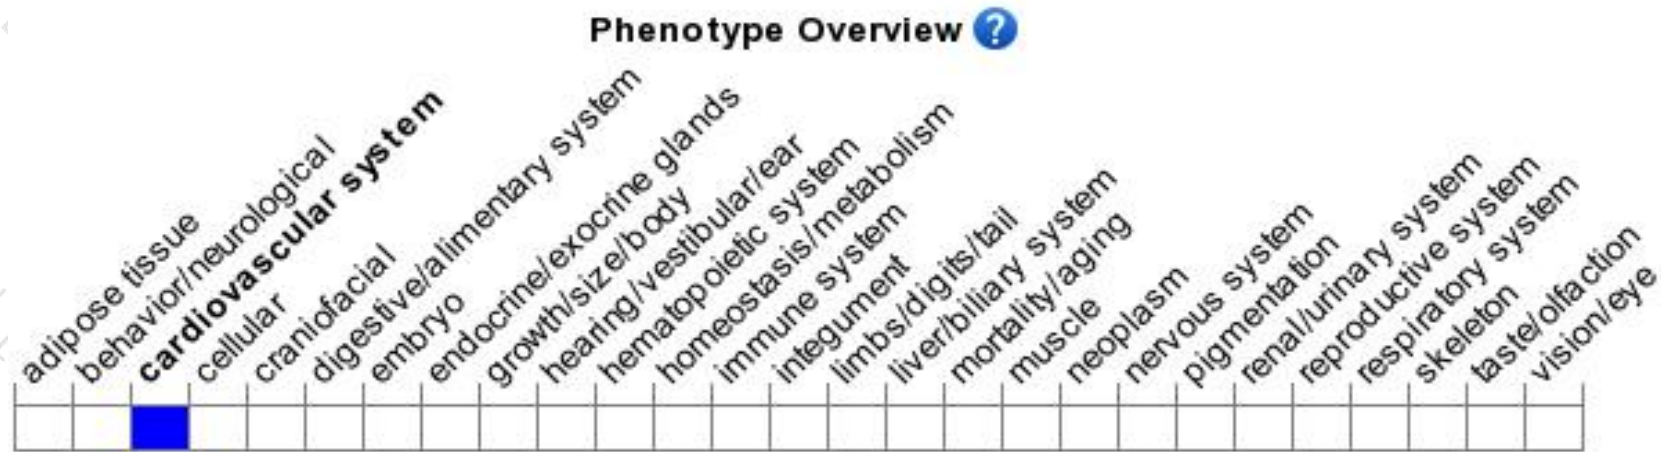 Phenotype Overview ?
adipose tissue
behavior/neurological
cardiovascular system
cellular
craniofacial
digestive/alimentary system
embryo
endocrine/exocrine glands
growth/size/body
hearing/vestibular/ear
hematopoietic system
homeostasis/metabolism
immune system
integument
limbs/digits/tail
liver/biliary system
mortality/aging
muscle
neoplasm
nervous system
pigmentation
renal/urinary system
reproductive system
respiratory system
skeleton
taste/olfaction
vision/eye